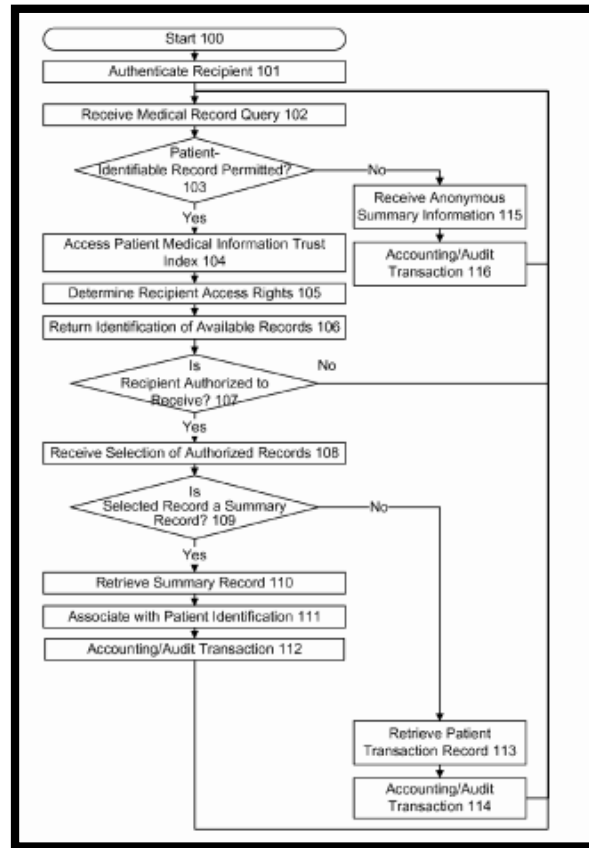 Start 100
Authenticate Recipient 101
Receive Medical Record Query 102
Patient-
Identifiable Record Permitted?
103
No
Yes
Receive Anonymous
Summary Information 115
Accounting/Audit
Transaction 116
Access Patient Medical Information Trust
Index 104
Determine Recipient Access Rights 105
Return Identification of Available Records 106
Is
Recipient Authorized to
Receive? 107
No
Yes
Receive Selection of Authorized Records 108
Is
Selected Record a Summary
Record? 109
No
Yes
Retrieve Summary Record 110
Associate with Patient Identification 111
Accounting/Audit Transaction 112
Retrieve Patient
Transaction Record 113
Accounting/Audit
Transaction 114